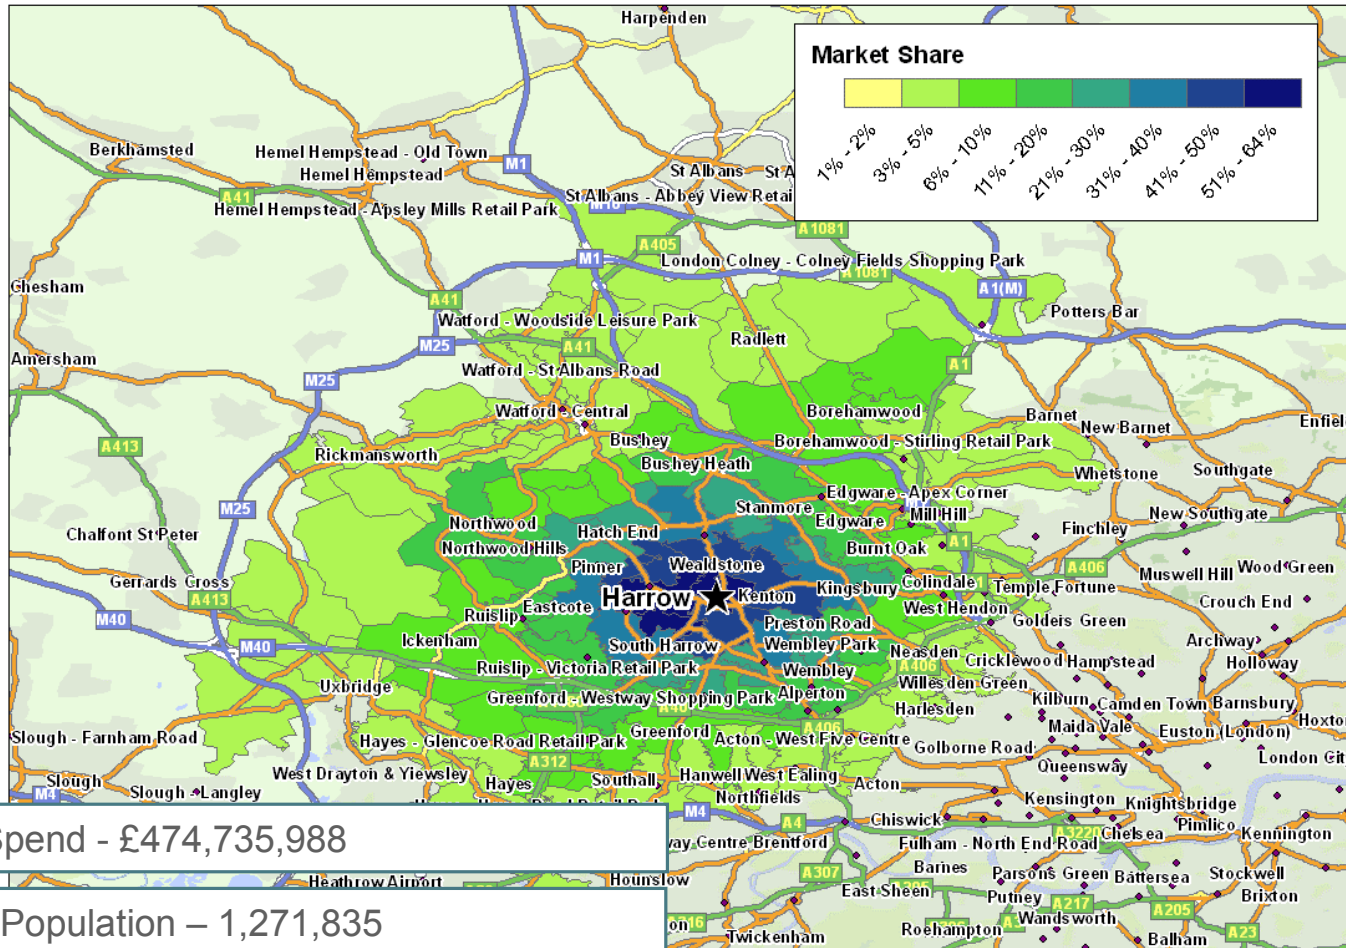 Harpenden
Market Share
1% - 2%
3% - 5%
6% - 10%
11% - 20%
21% - 30%
31% - 40%
41% - 50%
51% - 64%
Berkhamsted
Hemel Hempstead - Old Town
M1
Hemel Hempstead
St Albans
St A
A41
Hemel Hempstead - Apsley Mills Retail Park
St Albans - Abbey View Retai
A1081
A405
M1
London Colney - Colney Fields Shopping Park
A1081
Chesham
A41
A1(M)
Potters Bar
Watford - Woodside Leisure Park
M25
A41
Radlett
Amersham
A1
M25
Watford - St Albans Road
Watford - Central
Borehamwood
Barnet
New Barnet
Enfiel
A413
Bushey
Borehamwood - Stirling Retail Park
Rickmansworth
Bushey Heath
Whetstone
Southgate
M25
Edgware - Apex Corner
Stanmore
Mill Hill
New Southgate
Northwood
Hatch End
Edgware
Finchley
Chalfont St Peter
Northwood Hills
Burnt Oak
A1
Pinner
Wealdstone
A406
Muswell Hill
Wood Green
Gerrards Cross
Harrow
Kenton
Kingsbury
Colindale
Temple Fortune
A413
Eastcote
West Hendon
Crouch End
M40
Ruislip
Preston Road
Golders Green
Ickenham
South Harrow
Wembley Park
Neasden
Archway
M40
Ruislip - Victoria Retail Park
Wembley
A406
Cricklewood
Hampstead
Holloway
Uxbridge
Greenford - Westway Shopping Park
Alperton
Willesden Green
Kilburn
Camden Town
Barnsbury
A40
Harlesden
Hoxto
Slough - Farnham Road
Hayes - Glencoe Road Retail Park
Greenford
A406
Acton - West Five Centre
Maida Vale
Euston (London)
Golborne Road
A312
London Cit
Queensway
Slough
West Drayton & Yiewsley
Hayes
Southall
Hanwell
West Ealing
Acton
M4
Slough - Langley
Northfields
Kensington
Knightsbridge
M4
A4
Chiswick
A3220
Chelsea
Pimlico
Kennington
Spend - £474,735,988
way Centre
Brentford
Fulham - North End Road
A307
Barnes
Parsons Green
Battersea
Stockwell
Heathrow Airport
Hounslow
East Sheen
Putney
A217
Brixton
Population – 1,271,835
Wandsworth
A205
Roehampton
A23
Twickenham
Balham